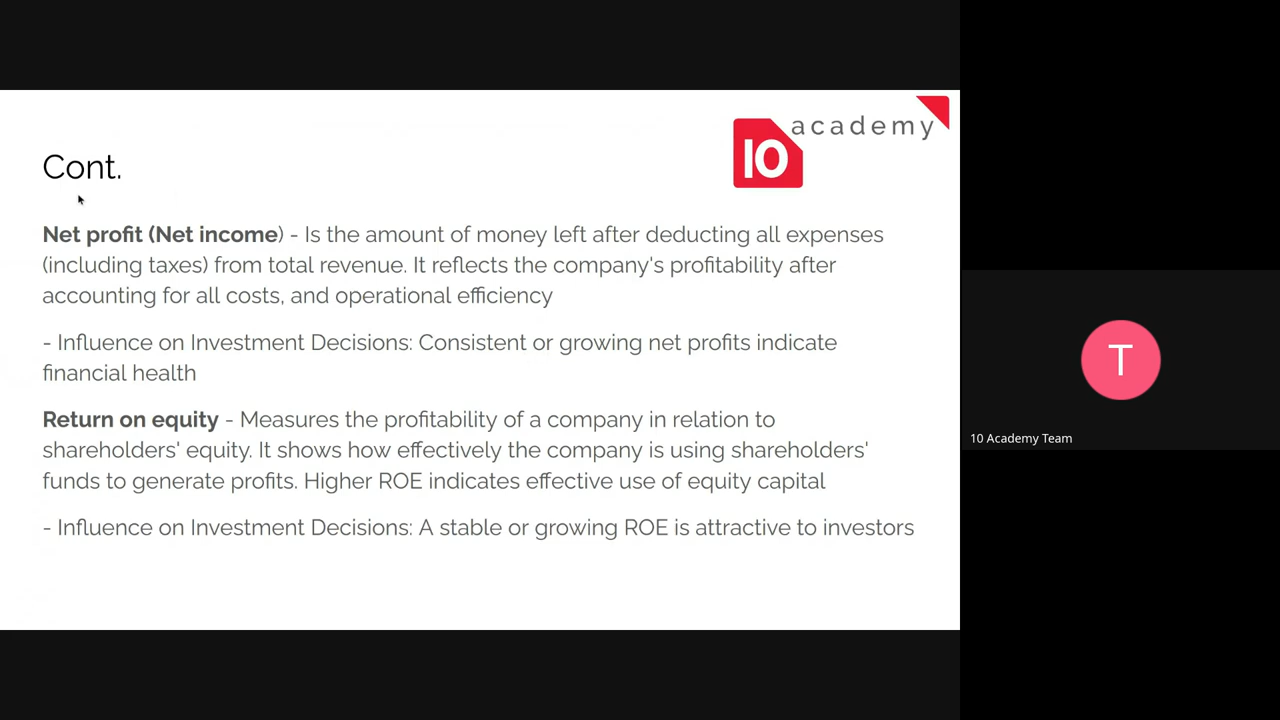 10 academy
Cont.
Net profit (Net income) - Is the amount of money left after deducting all expenses
(including taxes) from total revenue. It reflects the company's profitability after
accounting for all costs, and operational efficiency
- Influence on Investment Decisions: Consistent or growing net profits indicate
financial health
Return on equity - Measures the profitability of a company in relation to
shareholders' equity. It shows how effectively the company is using shareholders'
funds to generate profits. Higher ROE indicates effective use of equity capital
- Influence on Investment Decisions: A stable or growing ROE is attractive to investors
T
10 Academy Team